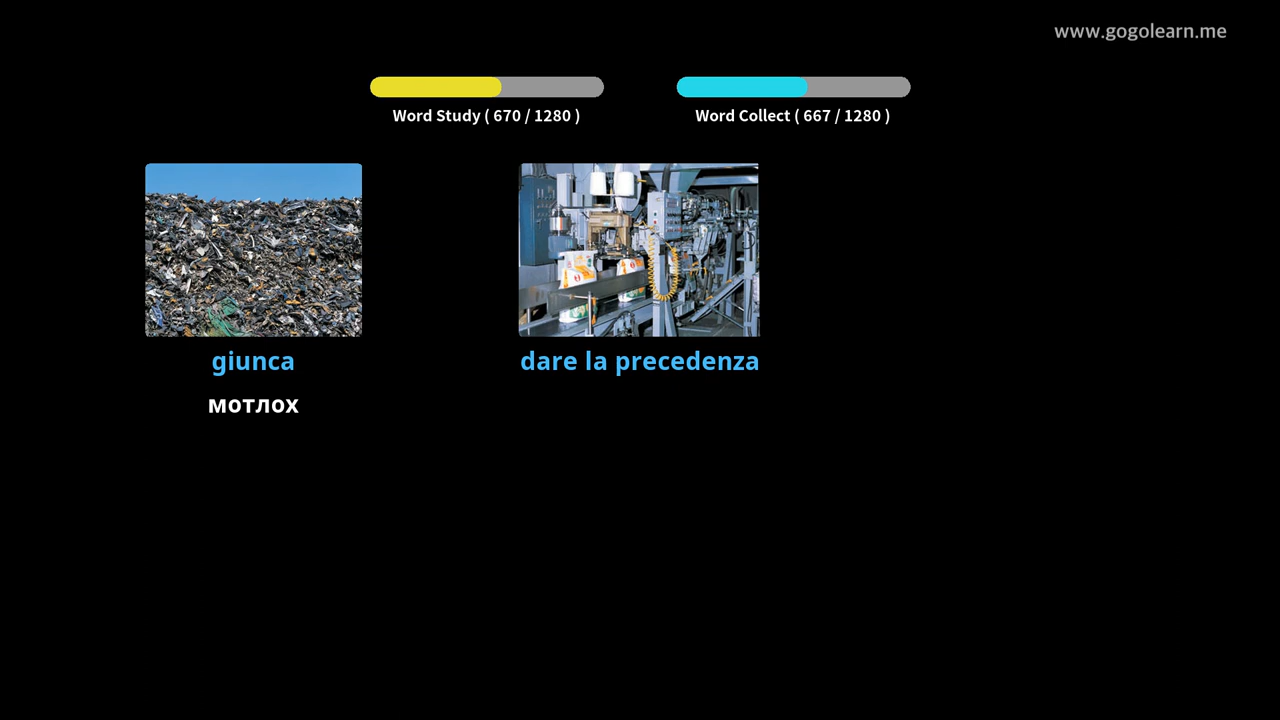 www.gogolearn.me
Word Study ( 670 / 1280 )
Word Collect ( 667 / 1280 )
giunca
dare la precedenza
мотлох